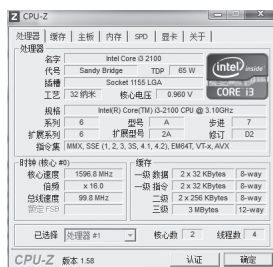 CPU-Z
处理器 缓存 主板 内存 SPD 显卡 关于
处理器
名字 Intel Core i3 2100
代号 Sandy Bridge TDP 65 W
插槽 Socket 1155 LGA
工艺 32 纳米 核心电压 0.960 V
intel inside
CORE i3
规格 Intel(R) Core(TM) i3-2100 CPU @ 3.10GHz
系列 6 型号 A 步进 7
扩展系列 6 扩展型号 2A 修订 D2
指令集 MMX, SSE (1, 2, 3, 3S, 4.1, 4.2), EM64T, VT-x, AVX
时钟 (核心 #0)
核心速度 1596.8 MHz
倍频 x 16.0
总线速度 99.8 MHz
额定 FSB
缓存
一级 数据 2 x 32 KBytes 8-way
一级 指令 2 x 32 KBytes 8-way
二级 2 x 256 KBytes 8-way
三级 3 MBytes 12-way
已选择 处理器 #1 核心数 2 线程数 4
CPU-Z 版本 1.58 认证 确定